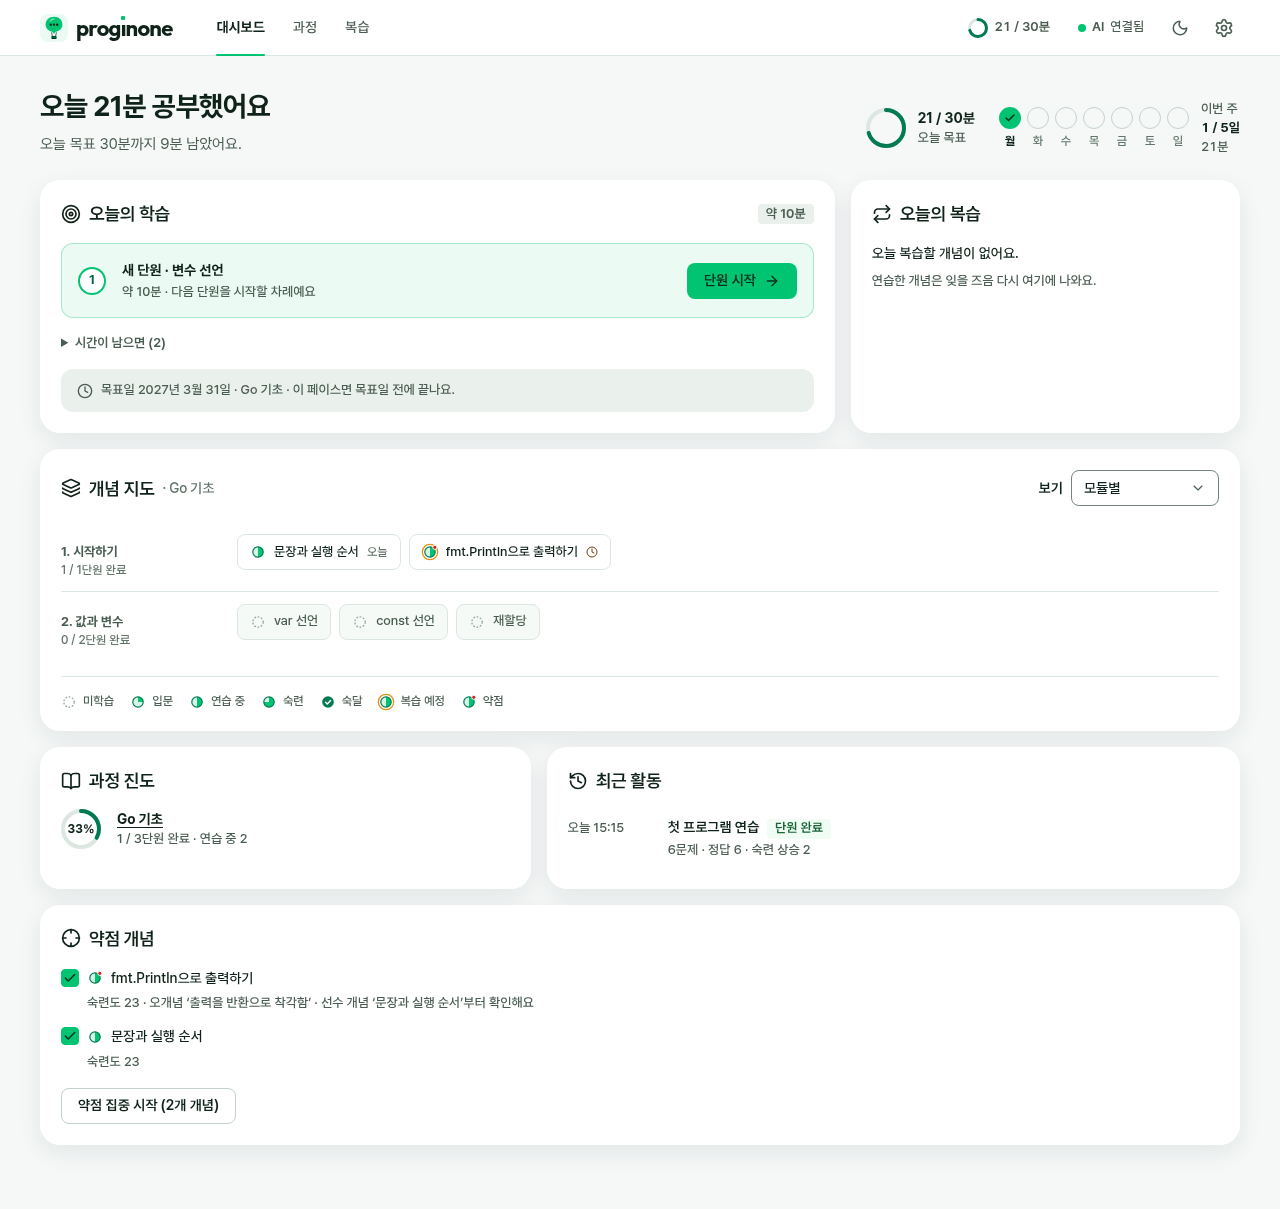 proginone
대시보드
과정
복습
21 / 30분
AI 연결됨
오늘 21분 공부했어요
오늘 목표 30분까지 9분 남았어요.
21 / 30분
오늘 목표
월 화 수 목 금 토 일
이번 주
1 / 5일
21분
오늘의 학습
약 10분
1
새 단원 · 변수 선언
약 10분 · 다음 단원을 시작할 차례예요
단원 시작
시간이 남으면 (2)
목표일 2027년 3월 31일 · Go 기초 · 이 페이스면 목표일 전에 끝나요.
오늘의 복습
오늘 복습할 개념이 없어요.
연습한 개념은 잊을 즈음 다시 여기에 나와요.
개념 지도 · Go 기초
보기
모듈별
1. 시작하기
1 / 1단원 완료
문장과 실행 순서 오늘
fmt.Println으로 출력하기
2. 값과 변수
0 / 2단원 완료
var 선언
const 선언
재할당
미학습
입문
연습 중
숙련
숙달
복습 예정
약점
과정 진도
33%
Go 기초
1 / 3단원 완료 · 연습 중 2
최근 활동
오늘 15:15
첫 프로그램 연습 단원 완료
6문제 · 정답 6 · 숙련 상승 2
약점 개념
fmt.Println으로 출력하기
숙련도 23 · 오개념 ‘출력을 반환으로 착각함’ · 선수 개념 ‘문장과 실행 순서’부터 확인해요
문장과 실행 순서
숙련도 23
약점 집중 시작 (2개 개념)